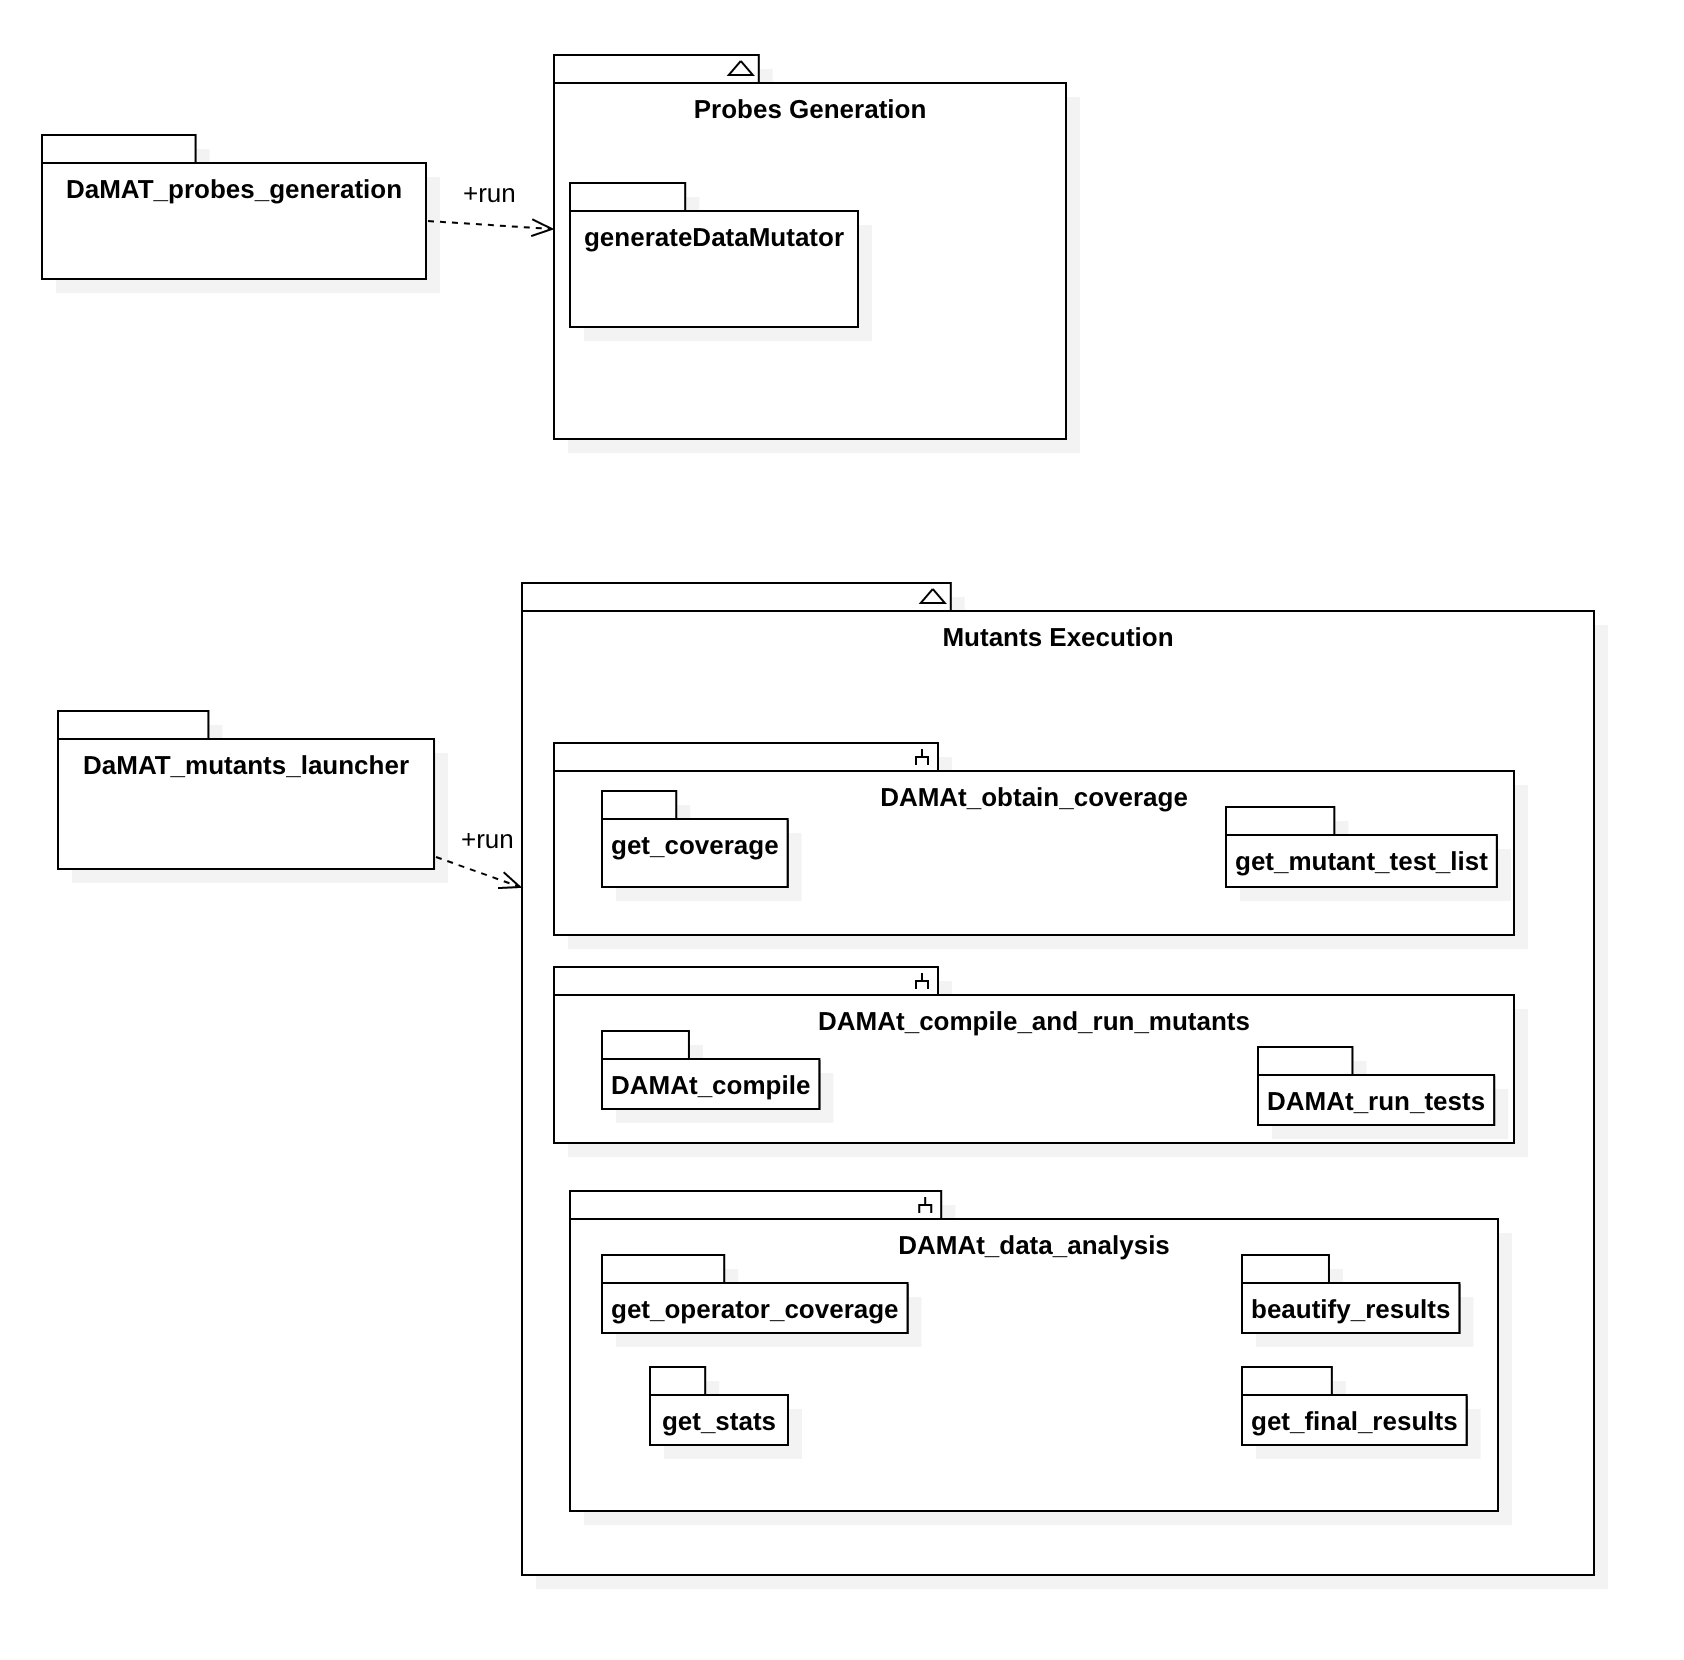 Probes Generation
DaMAT_probes_generation
+run
generateDataMutator
Mutants Execution
DaMAT_mutants_launcher
+run
DAMAt_obtain_coverage
get_coverage
get_mutant_test_list
DAMAt_compile_and_run_mutants
DAMAt_compile
DAMAt_run_tests
DAMAt_data_analysis
get_operator_coverage
beautify_results
get_stats
get_final_results